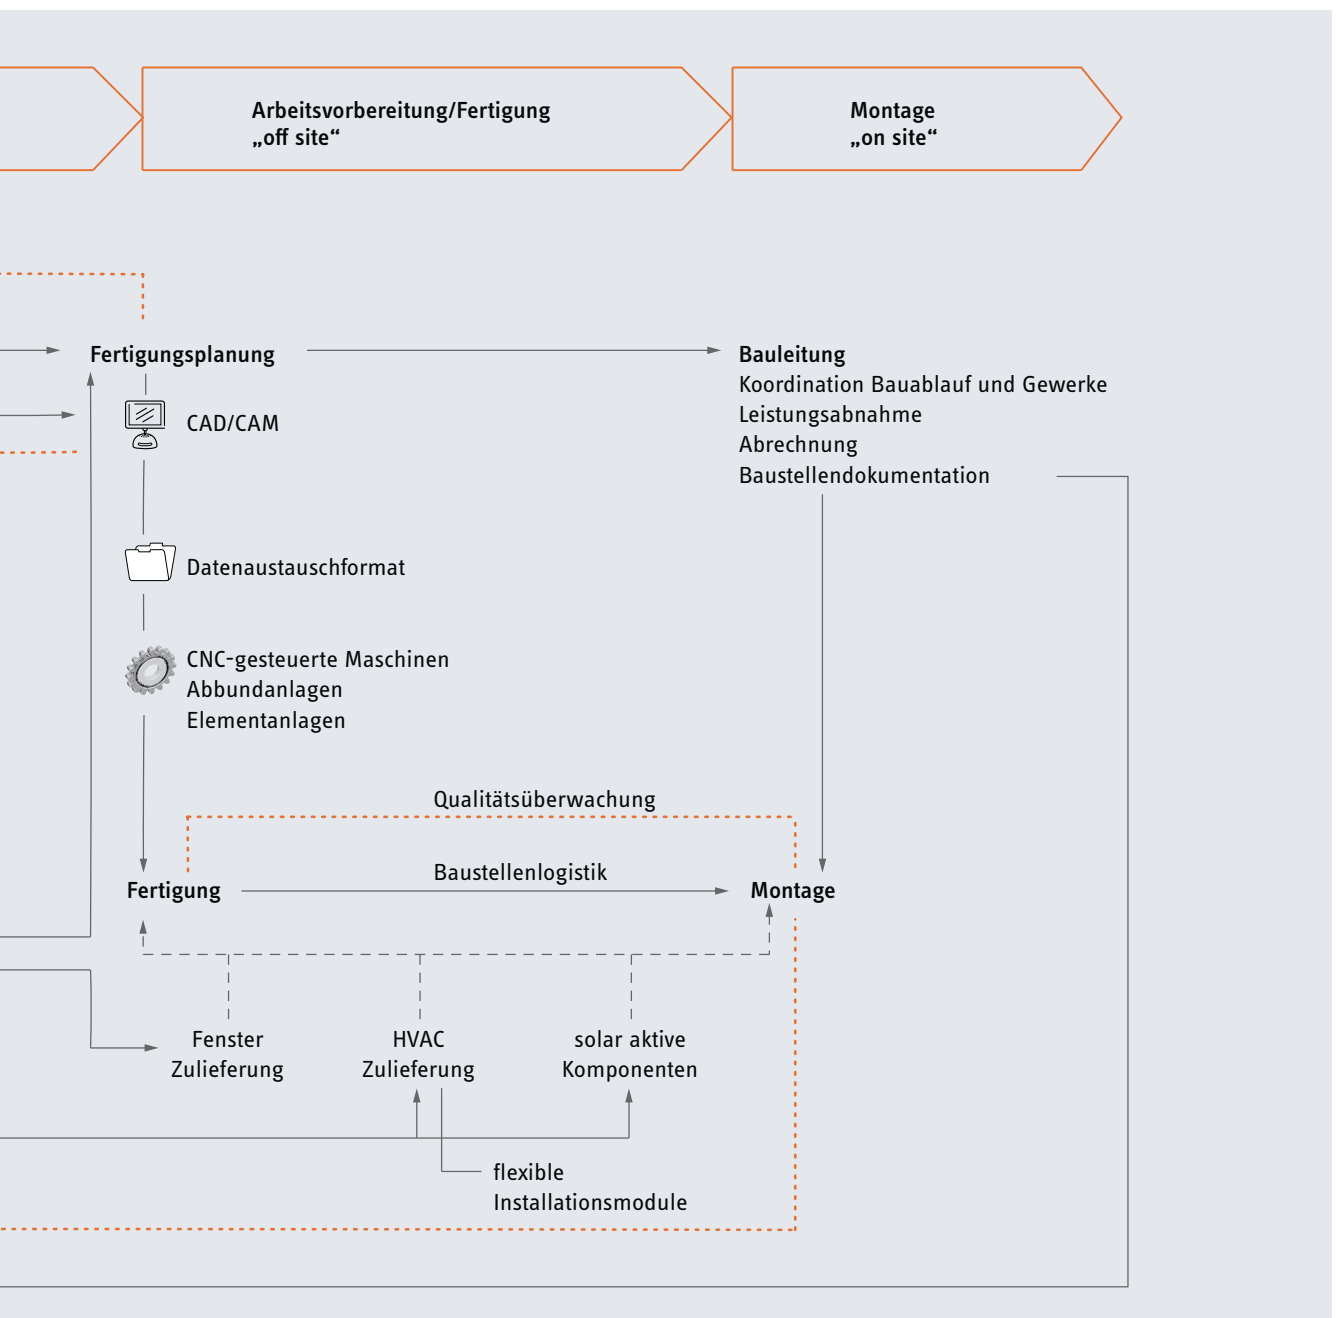 Arbeitsvorbereitung/Fertigung
„off site“
Montage
„on site“
Fertigungsplanung
CAD/CAM
Datenaustauschformat
CNC-gesteuerte Maschinen
Abbundanlagen
Elementanlagen
Bauleitung
Koordination Bauablauf und Gewerke
Leistungsabnahme
Abrechnung
Baustellendokumentation
Qualitätsüberwachung
Baustellenlogistik
Fertigung
Montage
Fenster
Zulieferung
HVAC
Zulieferung
solar aktive
Komponenten
flexible
Installationsmodule